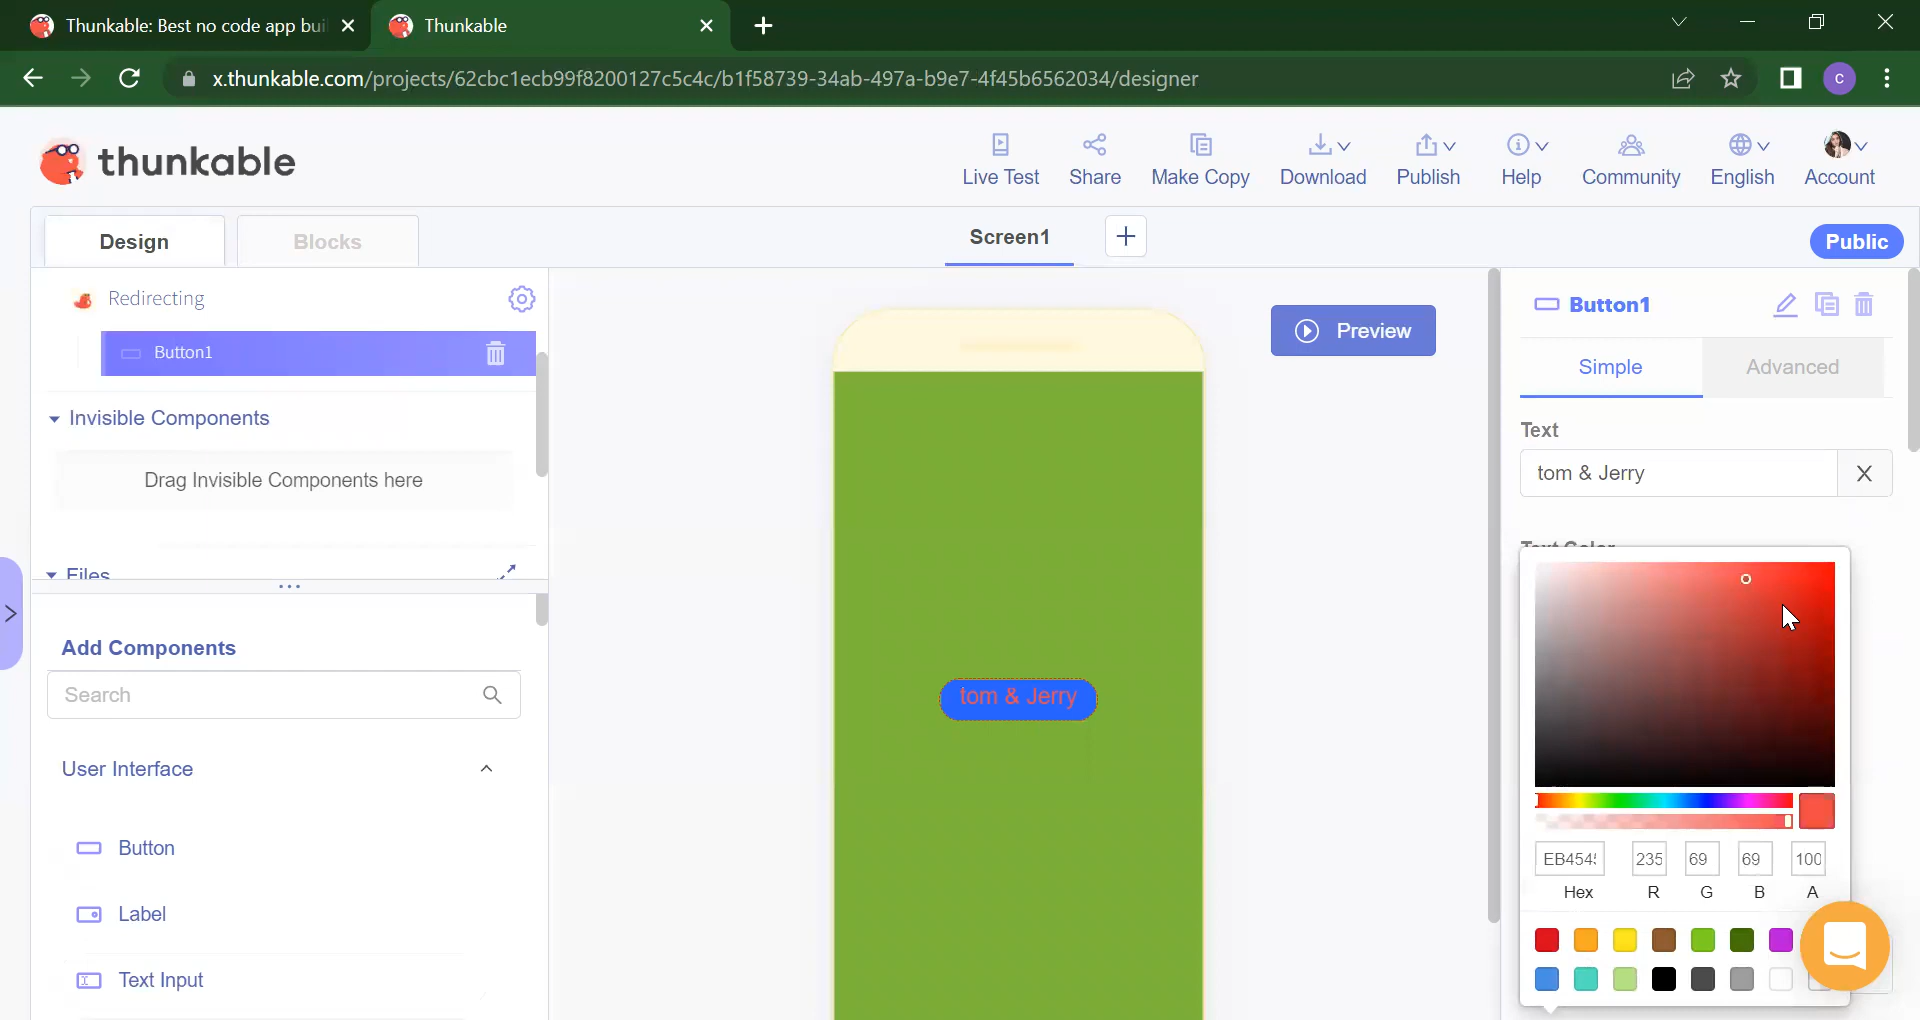 Thunkable: Best no code app bui
Thunkable
x.thunkable.com/projects/62cbc1ecb99f8200127c5c4c/b1f58739-34ab-497a-b9e7-4f45b6562034/designer
c
thunkable
Live Test
Share
Make Copy
Download
Publish
Help
Community
English
Account
Design
Blocks
Screen1
Public
Redirecting
Button1
Invisible Components
Drag Invisible Components here
Files
Add Components
Search
User Interface
Button
Label
Text Input
Preview
tom & Jerry
Button1
Simple
Advanced
Text
tom & Jerry
X
Text Color
EB454
235
69
69
100
Hex
R
G
B
A